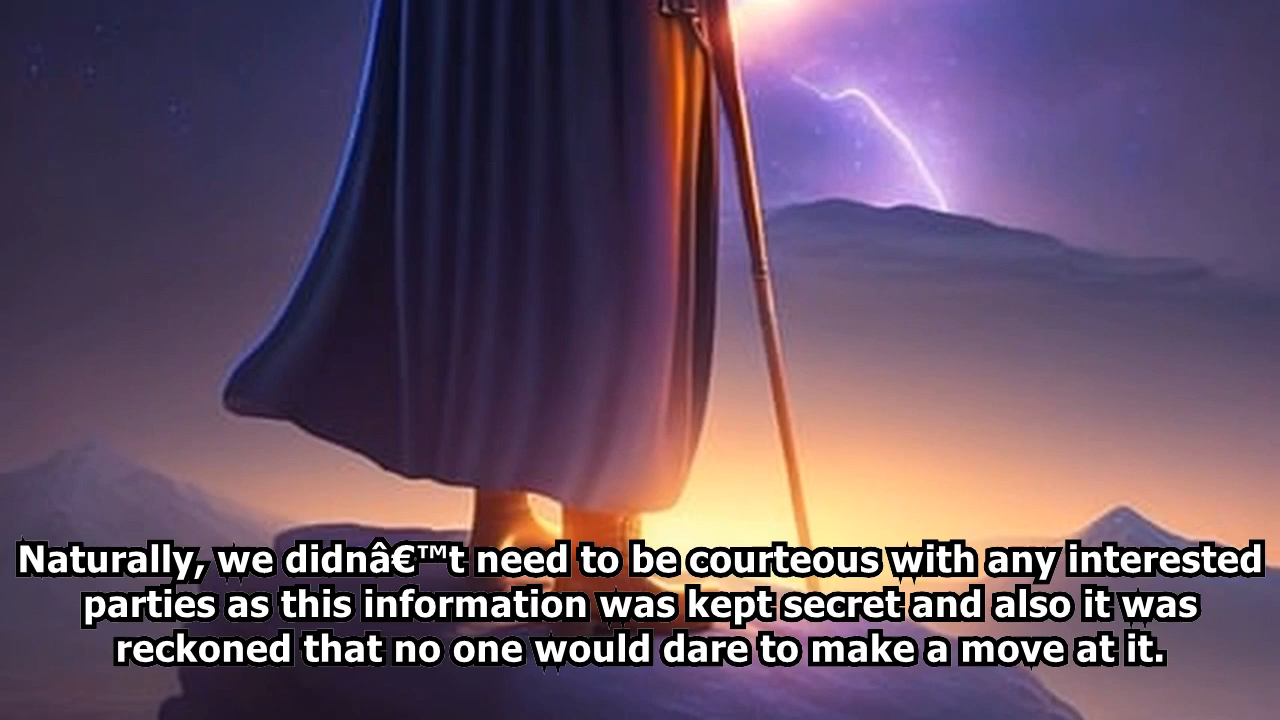 Naturally, we didnâ€™t need to be courteous with any interested
parties as this information was kept secret and also it was
reckoned that no one would dare to make a move at it.